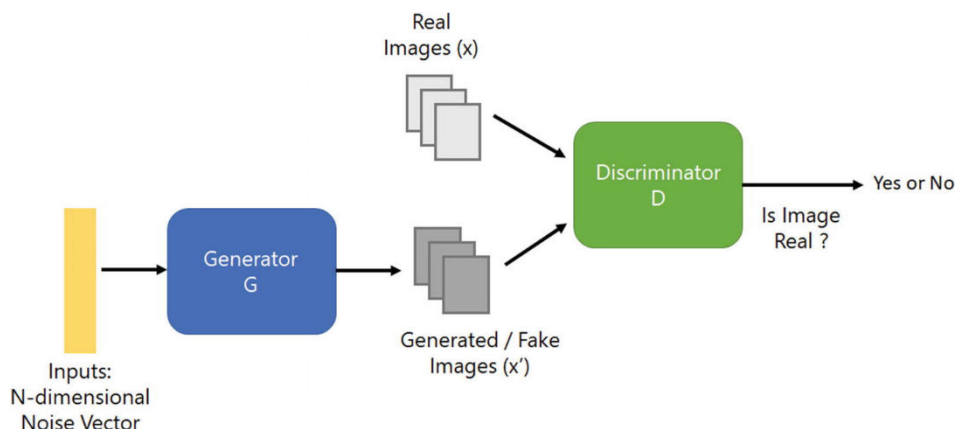 Real
Images (x)
Discriminator
D
Yes or No
Is Image
Real ?
Generator
G
Generated / Fake
Images (x’)
Inputs:
N-dimensional
Noise Vector